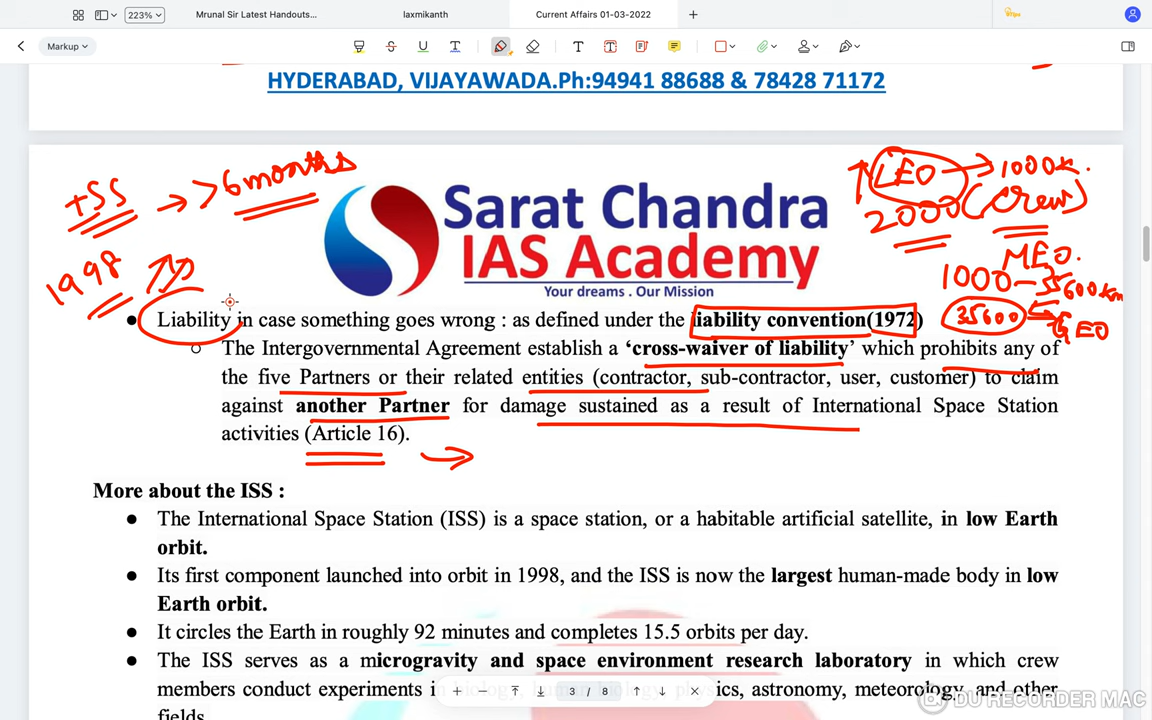 223%
Mrunal Sir Latest Handouts...
laxmikanth
Current Affairs 01-03-2022
Markup
HYDERABAD, VIJAYAWADA.Ph:94941 88688 & 78428 71172
ISS → > 6 months
LEO → 1000k.
2000 (crew)
Sarat Chandra
IAS Academy
Your dreams . Our Mission
1998
MEO.
1000 - 35600km
35600
GEO
● Liability in case something goes wrong : as defined under the liability convention(1972)
○ The Intergovernmental Agreement establish a ‘cross-waiver of liability’ which prohibits any of
the five Partners or their related entities (contractor, sub-contractor, user, customer) to claim
against another Partner for damage sustained as a result of International Space Station
activities (Article 16).
More about the ISS :
● The International Space Station (ISS) is a space station, or a habitable artificial satellite, in low Earth
orbit.
● Its first component launched into orbit in 1998, and the ISS is now the largest human-made body in low
Earth orbit.
● It circles the Earth in roughly 92 minutes and completes 15.5 orbits per day.
● The ISS serves as a microgravity and space environment research laboratory in which crew
members conduct experiments in biology, human biology, physics, astronomy, meteorology, and other
fields.
3 / 8
DU RECORDER MAC